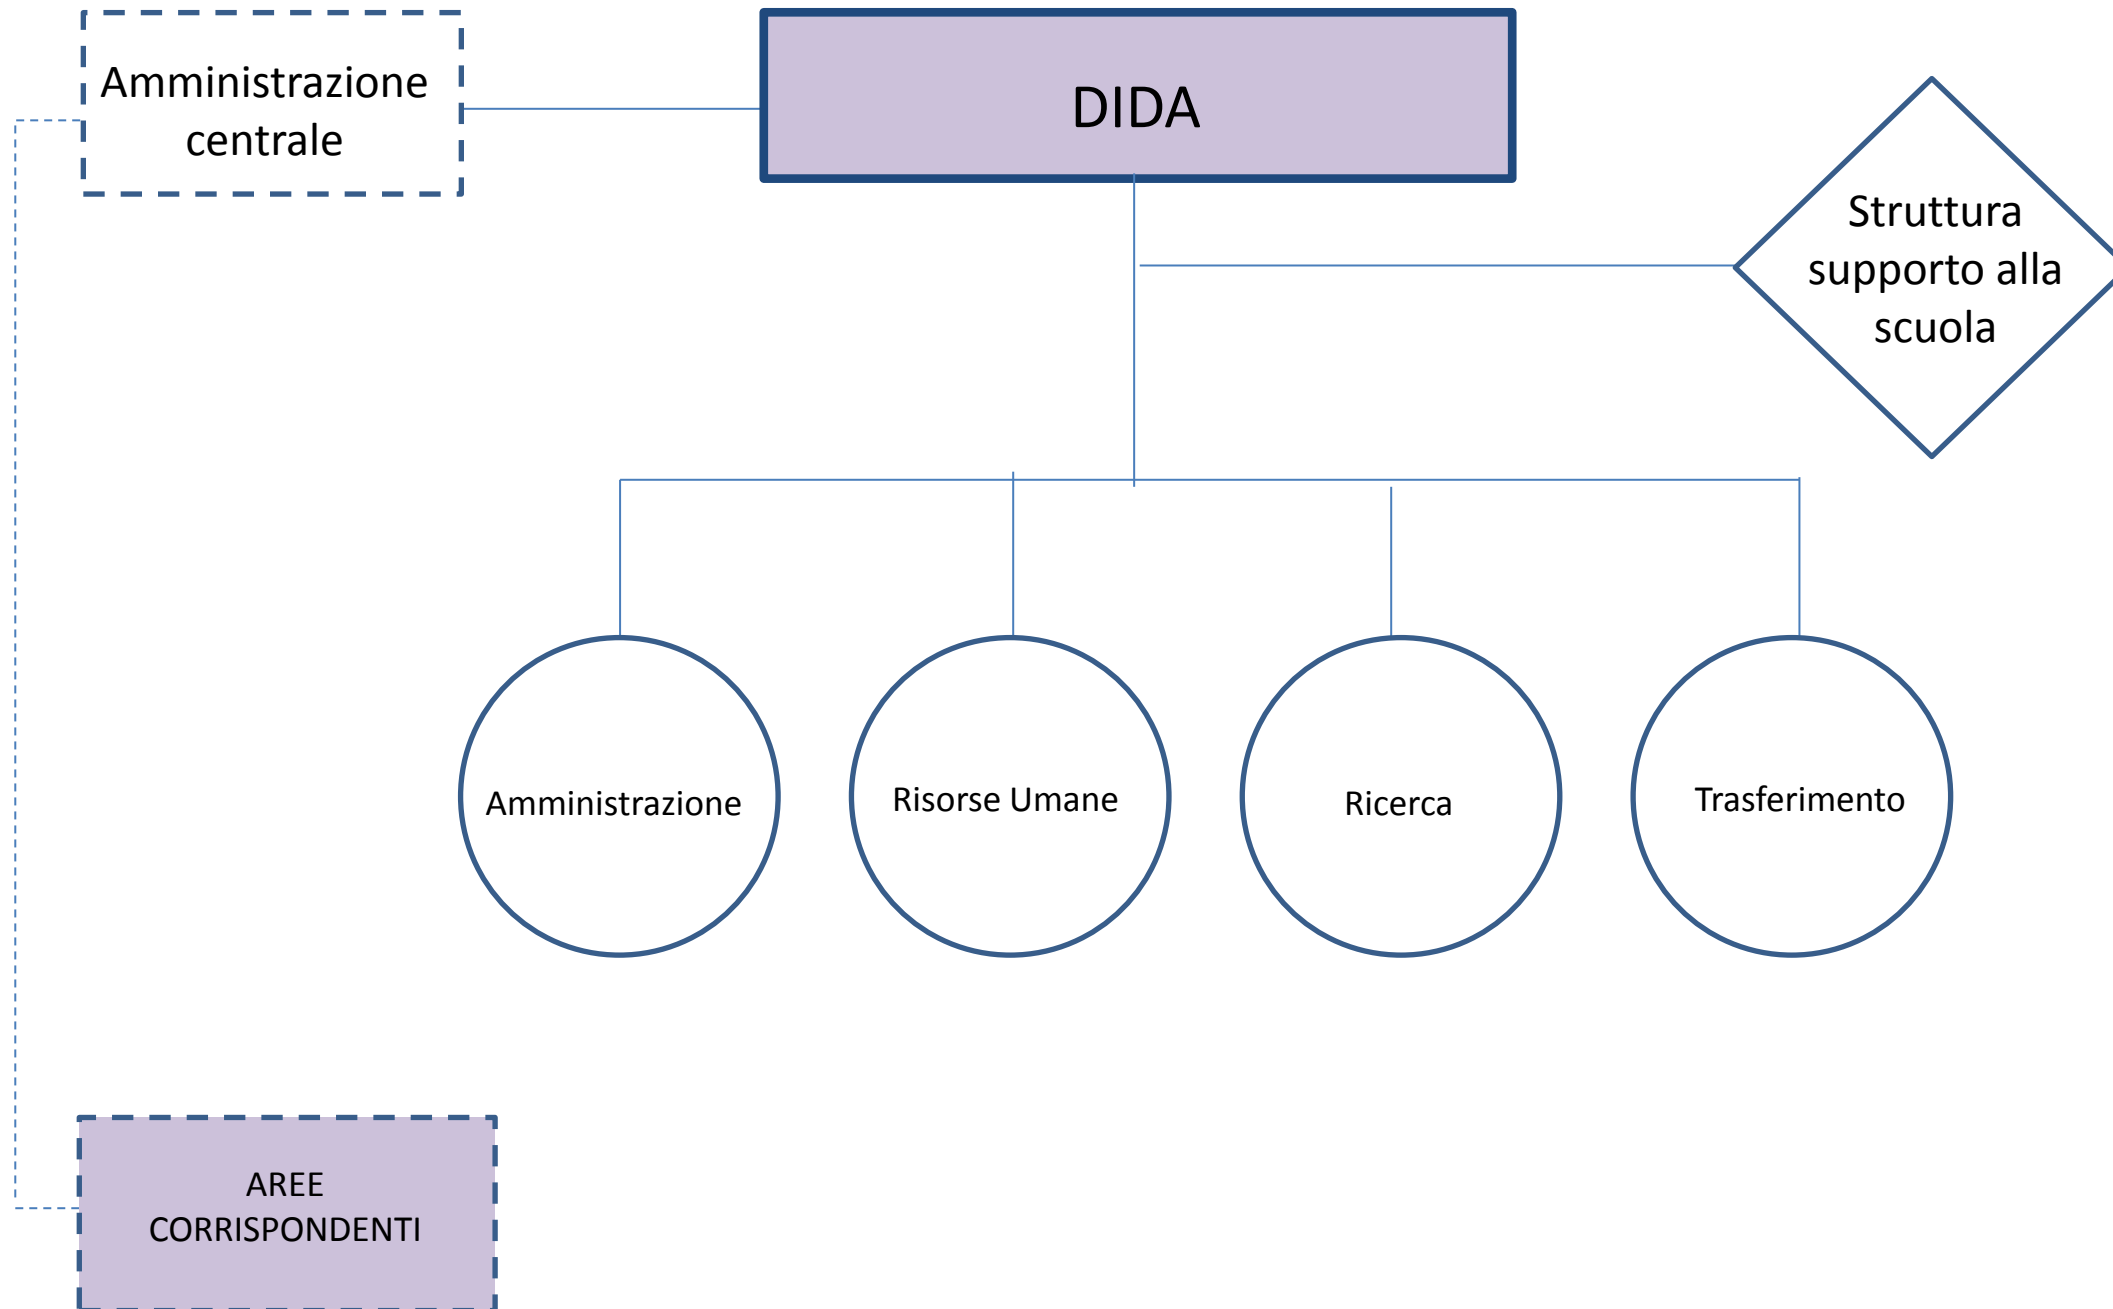 Amministrazione
centrale
DIDA
Struttura
supporto alla
scuola
Amministrazione
Risorse Umane
Ricerca
Trasferimento
AREE
CORRISPONDENTI